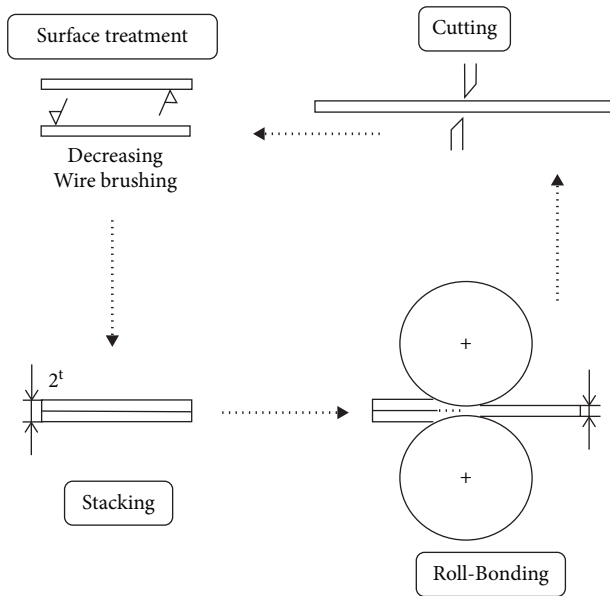 Surface treatment
Cutting
Decreasing
Wire brushing
2ᵗ
Stacking
Roll-Bonding